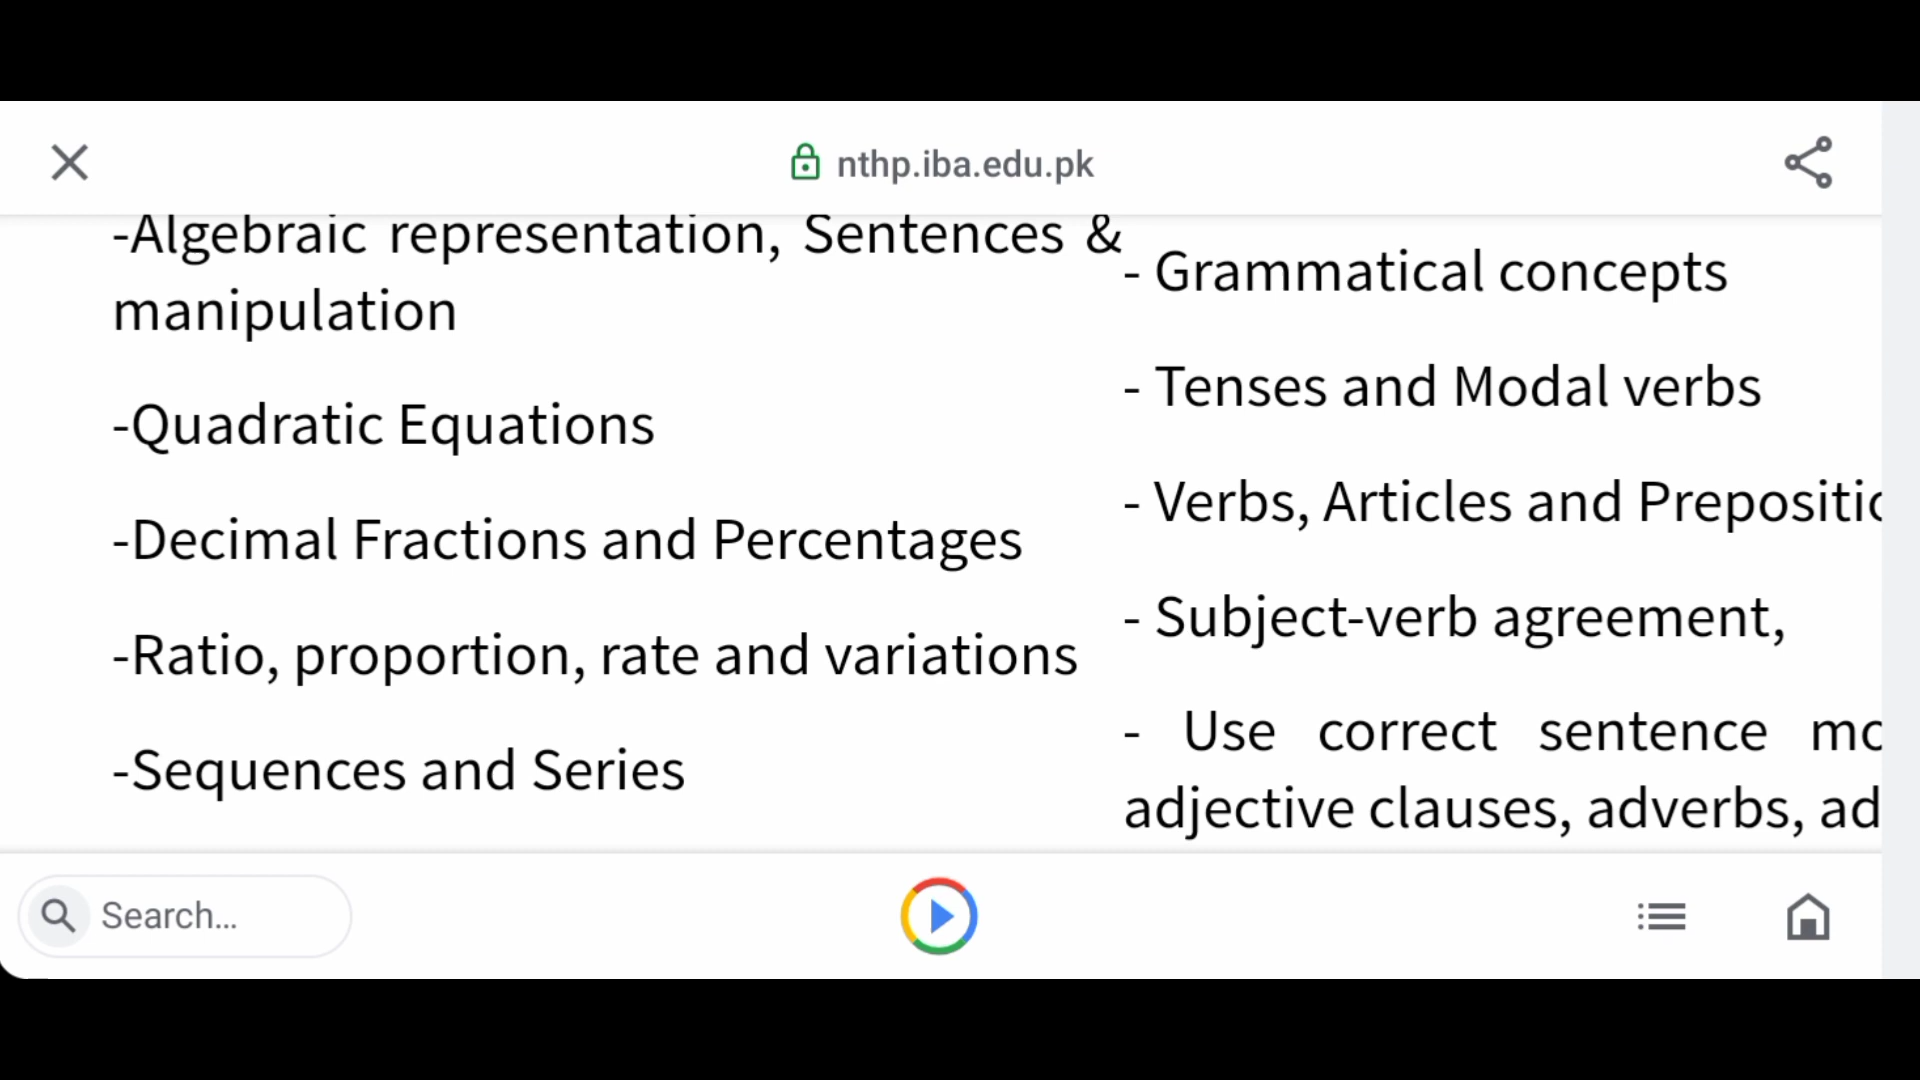 nthp.iba.edu.pk
-Algebraic representation, Sentences &
manipulation
-Quadratic Equations
-Decimal Fractions and Percentages
-Ratio, proportion, rate and variations
-Sequences and Series
- Grammatical concepts
- Tenses and Modal verbs
- Verbs, Articles and
- Subject-verb agreement,
- Use correct sentence
adjective clauses, adverbs,
Search...